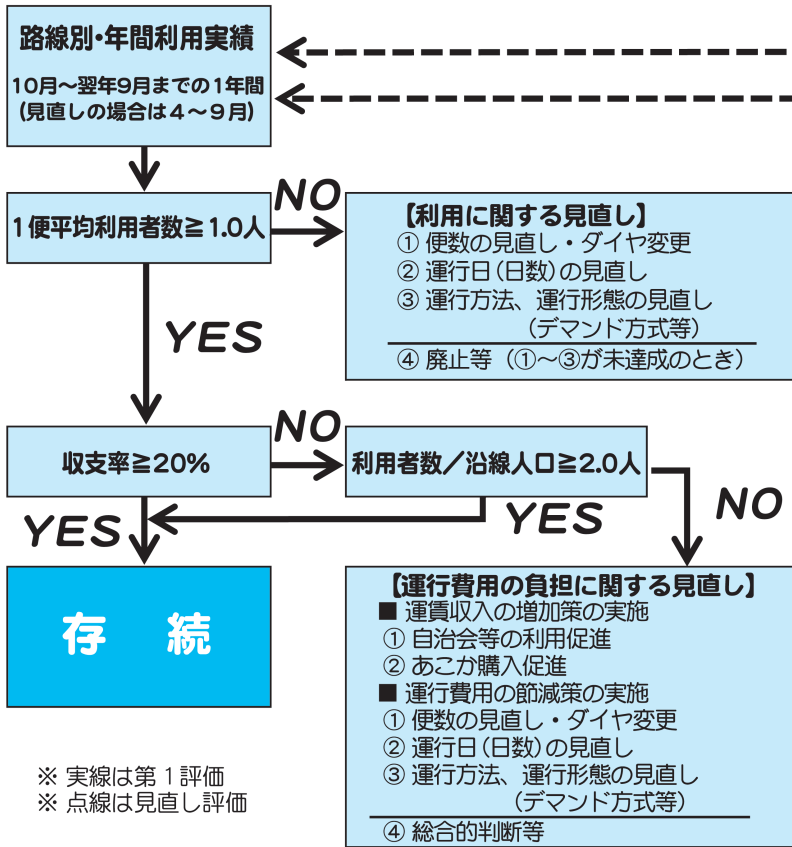 路線別・年間利用実績
10月～翌年9月までの1年間
(見直しの場合は4～9月)
1便平均利用者数≧1.0人
NO
【利用に関する見直し】
① 便数の見直し・ダイヤ変更
② 運行日(日数)の見直し
③ 運行方法、運行形態の見直し
(デマンド方式等)
④ 廃止等 (①～③が未達成のとき)
YES
収支率≧20%
NO
利用者数／沿線人口≧2.0人
YES
YES
NO
存 続
【運行費用の負担に関する見直し】
■ 運賃収入の増加策の実施
① 自治会等の利用促進
② あこか購入促進
■ 運行費用の節減策の実施
① 便数の見直し・ダイヤ変更
② 運行日(日数)の見直し
③ 運行方法、運行形態の見直し
(デマンド方式等)
④ 総合的判断等
※ 実線は第1評価
※ 点線は見直し評価